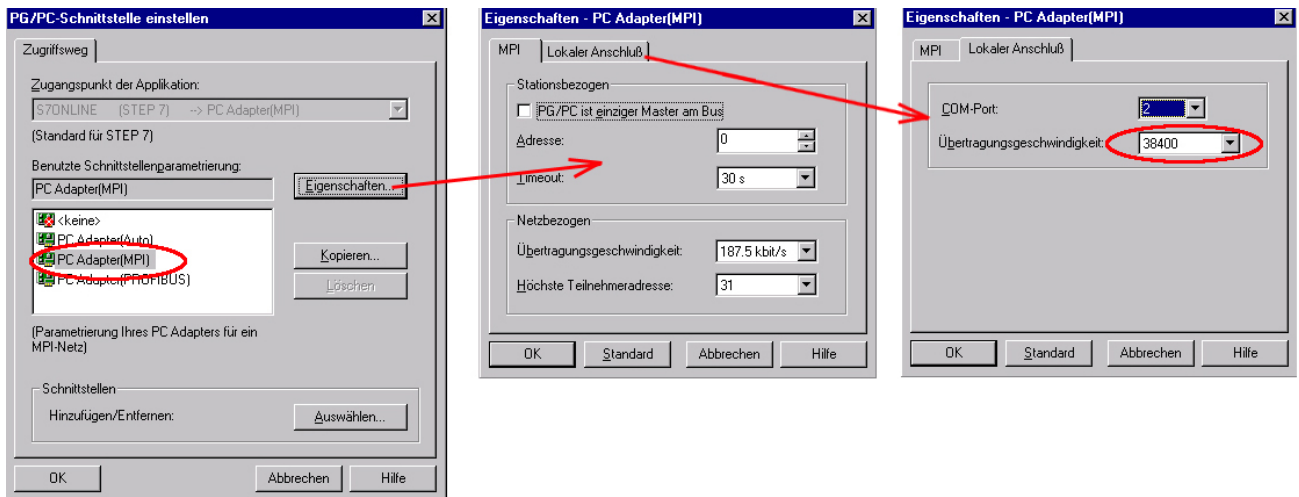 PG/PC-Schnittstelle einstellen
Zugriffsweg
Zugangspunkt der Applikation:
S7ONLINE (STEP 7) --> PC Adapter(MPI)
(Standard für STEP 7)
Benutzte Schnittstellenparametrierung:
PC Adapter(MPI)
Eigenschaften...
<keine>
PC Adapter(Auto)
PC Adapter(MPI)
PC Adapter(PROFIBUS)
Kopieren...
Löschen
(Parametrierung Ihres PC Adapters für ein
MPI-Netz)
Schnittstellen
Hinzufügen/Entfernen:
Auswählen...
OK
Abbrechen
Hilfe
Eigenschaften - PC Adapter(MPI)
MPI
Lokaler Anschluß
Stationsbezogen
PG/PC ist einziger Master am Bus
Adresse: 0
Timeout: 30 s
Netzbezogen
Übertragungsgeschwindigkeit: 187.5 kbit/s
Höchste Teilnehmeradresse: 31
OK
Standard
Abbrechen
Hilfe
Eigenschaften - PC Adapter(MPI)
MPI
Lokaler Anschluß
COM-Port: 2
Übertragungsgeschwindigkeit: 38400
OK
Standard
Abbrechen
Hilfe